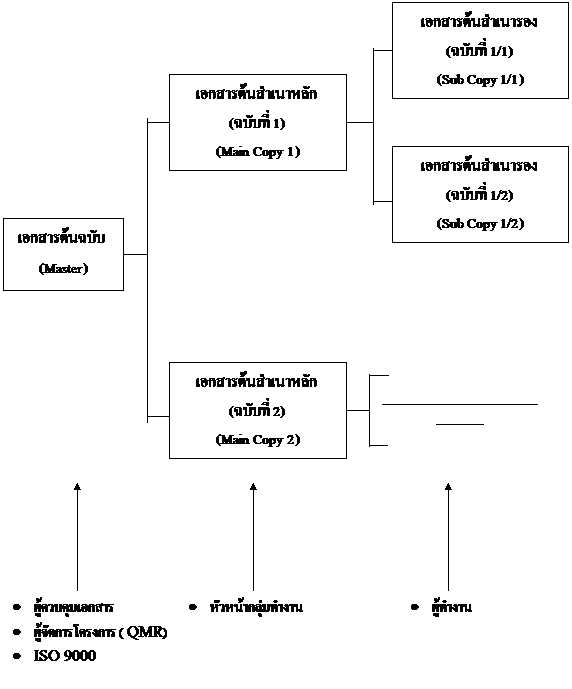 เอกสารต้นสำเนารอง
(ฉบับที่ 1/1)
(Sub Copy 1/1)
เอกสารต้นสำเนาหลัก
(ฉบับที่ 1)
(Main Copy 1)
เอกสารต้นสำเนารอง
(ฉบับที่ 1/2)
(Sub Copy 1/2)
เอกสารต้นฉบับ
(Master)
เอกสารต้นสำเนาหลัก
(ฉบับที่ 2)
(Main Copy 2)
• ผู้ควบคุมเอกสาร
• ผู้จัดการโครงการ ( QMR)
• ISO 9000
• หัวหน้ากลุ่มทำงาน
• ผู้ทำงาน